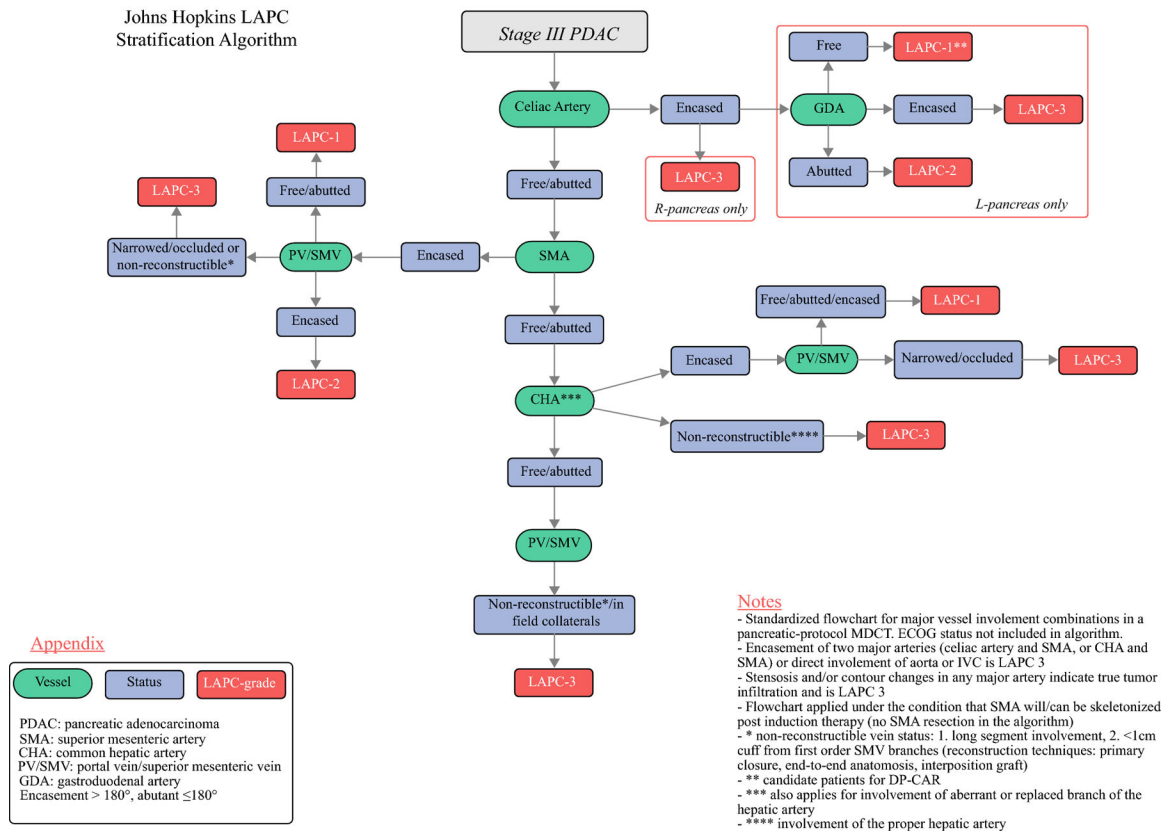 Johns Hopkins LAPC
Stratification Algorithm
Stage III PDAC
Celiac Artery
Encased
GDA
Free
LAPC-1**
Encased
LAPC-3
Abutted
LAPC-2
L-pancreas only
LAPC-3
R-pancreas only
Free/abutted
SMA
Encased
PV/SMV
Free/abutted
LAPC-1
Narrowed/occluded or
non-reconstructible*
LAPC-3
Encased
LAPC-2
Free/abutted
CHA***
Encased
PV/SMV
Free/abutted/encased
LAPC-1
Narrowed/occluded
LAPC-3
Non-reconstructible****
LAPC-3
Free/abutted
PV/SMV
Non-reconstructible*/in
field collaterals
LAPC-3
Appendix
Vessel
Status
LAPC-grade
PDAC: pancreatic adenocarcinoma
SMA: superior mesenteric artery
CHA: common hepatic artery
PV/SMV: portal vein/superior mesenteric vein
GDA: gastroduodenal artery
Encasement > 180°, abutant ≤180°
Notes
- Standardized flowchart for major vessel involement combinations in a
pancreatic-protocol MDCT. ECOG status not included in algorithm.
- Encasement of two major arteries (celiac artery and SMA, or CHA and
SMA) or direct involement of aorta or IVC is LAPC 3
- Stensosis and/or contour changes in any major artery indicate true tumor
infiltration and is LAPC 3
- Flowchart applied under the condition that SMA will/can be skeletonized
post induction therapy (no SMA resection in the algorithm)
- * non-reconstructible vein status: 1. long segment involvement, 2. <1cm
cuff from first order SMV branches (reconstruction techniques: primary
closure, end-to-end anatomosis, interposition graft)
- ** candidate patients for DP-CAR
- *** also applies for involvement of aberrant or replaced branch of the
hepatic artery
- **** involvement of the proper hepatic artery